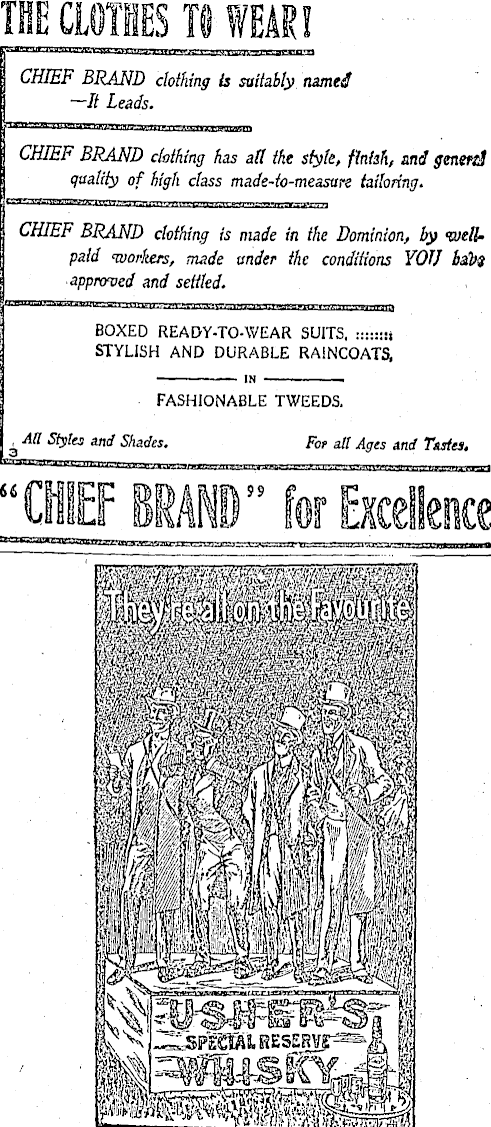 THE CLOTHES TO WEAR!
CHIEF BRAND clothing is suitably named
—It Leads.
CHIEF BRAND clothing has all the style, finish, and general
quality of high class made-to-measure tailoring.
CHIEF BRAND clothing is made in the Dominion, by well-
paid workers, made under the conditions YOU have
approved and settled.
BOXED READY-TO-WEAR SUITS, ::::::::
STYLISH AND DURABLE RAINCOATS,
IN
FASHIONABLE TWEEDS.
All Styles and Shades. For all Ages and Tastes.
3
"CHIEF BRAND" for Excellence
They're all on the Favourite
USHER'S
SPECIAL RESERVE
WHISKY